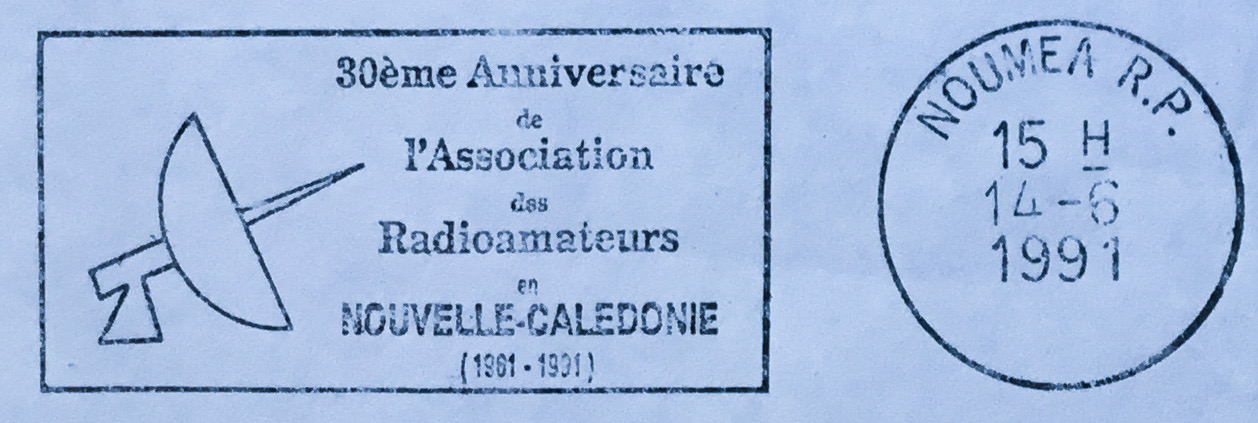 30ème Anniversaire
de
l'Association
des
Radioamateurs
en
NOUVELLE-CALEDONIE
(1961-1991)
NOUMEA R.P.
15 H
14-6
1991